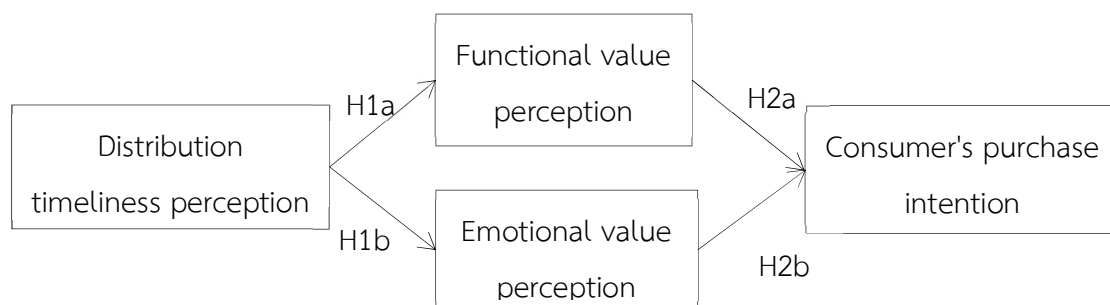 Functional value
perception
H1a
H2a
Distribution
timeliness perception
Consumer's purchase
intention
H1b
Emotional value
perception
H2b